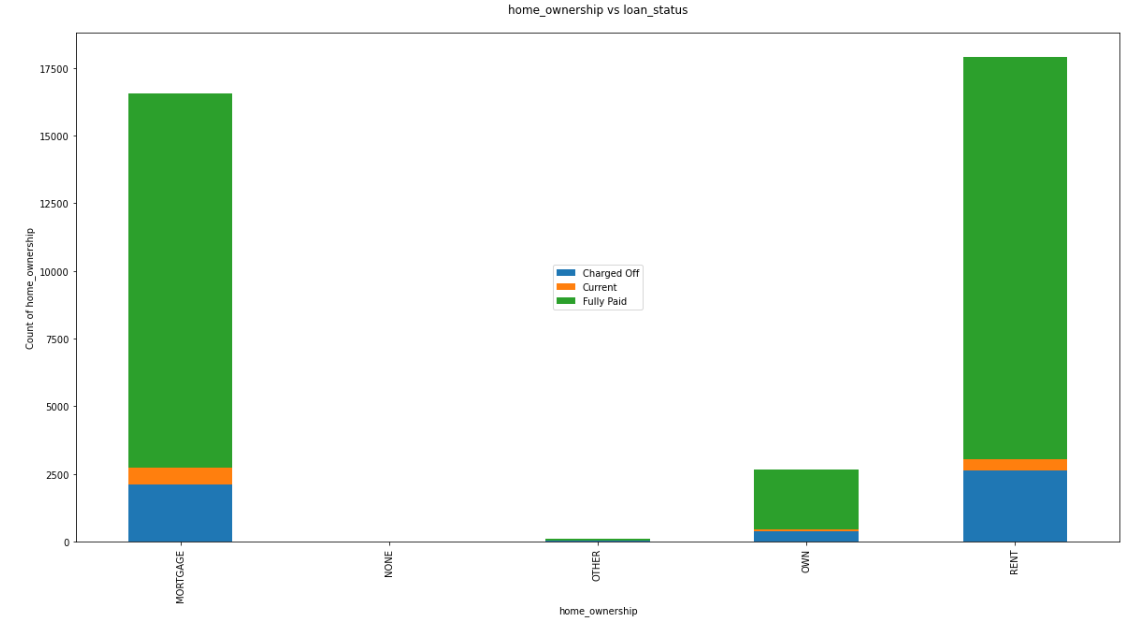 home_ownership vs loan_status
17500
15000
12500
10000
7500
5000
2500
0
Count of home_ownership
Charged Off
Current
Fully Paid
MORTGAGE
NONE
OTHER
OWN
RENT
home_ownership